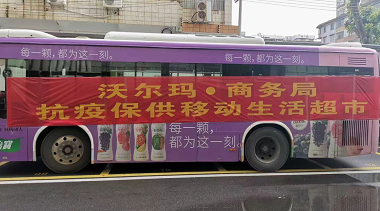 每一颗,都为这一刻。
每一颗,都为这一刻。
沃尔玛·商务局
抗疫保供移动生活超市
每一颗,
都为这一刻。